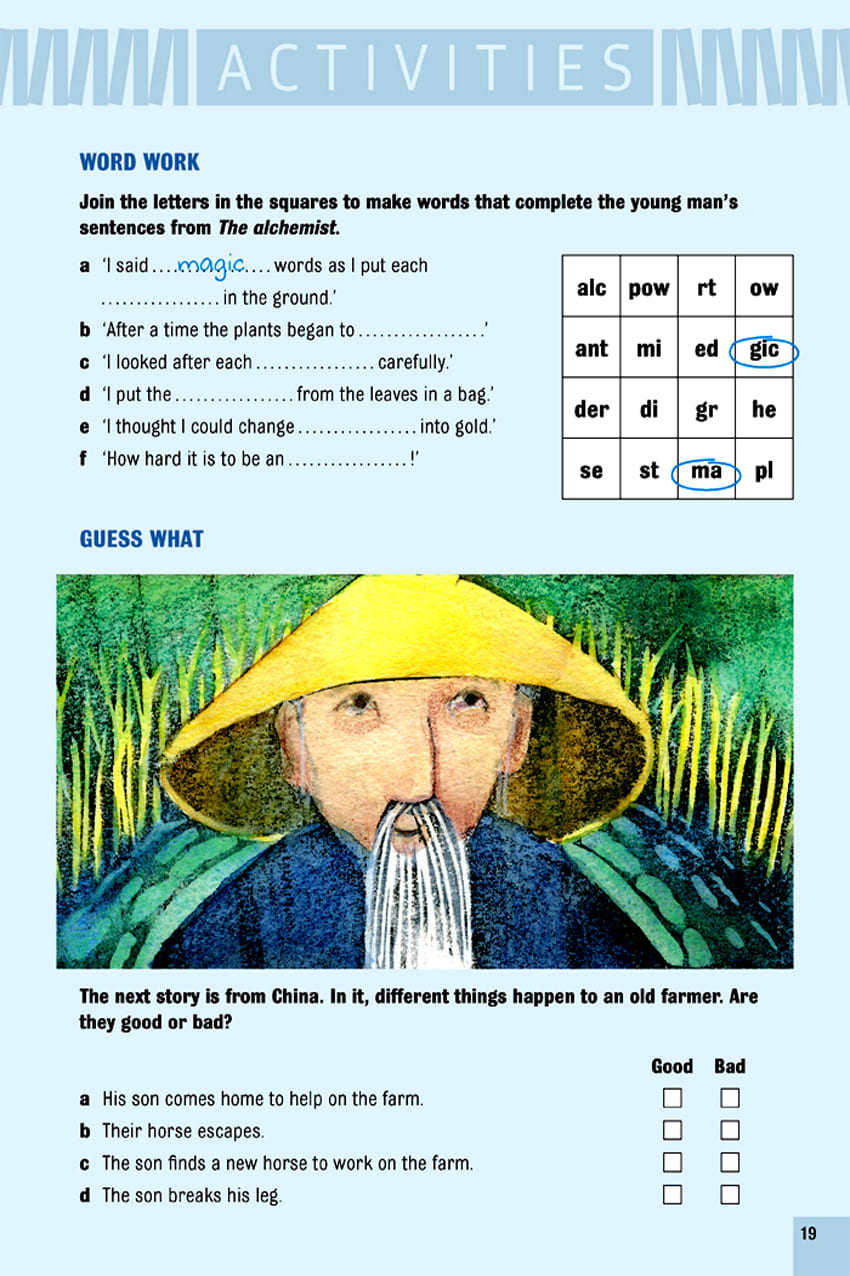 ACTIVITIES
WORD WORK
Join the letters in the squares to make words that complete the young man's
sentences from The alchemist.
a 'I said ....magic.... words as I put each
................. in the ground.'
b 'After a time the plants began to ..................'
c 'I looked after each ................. carefully.'
d 'I put the ................. from the leaves in a bag.'
e 'I thought I could change ................. into gold.'
f 'How hard it is to be an ................. !'
alc pow rt ow
ant mi ed gic
der di gr he
se st ma pl
GUESS WHAT
The next story is from China. In it, different things happen to an old farmer. Are
they good or bad?
Good Bad
a His son comes home to help on the farm.
b Their horse escapes.
c The son finds a new horse to work on the farm.
d The son breaks his leg.
19